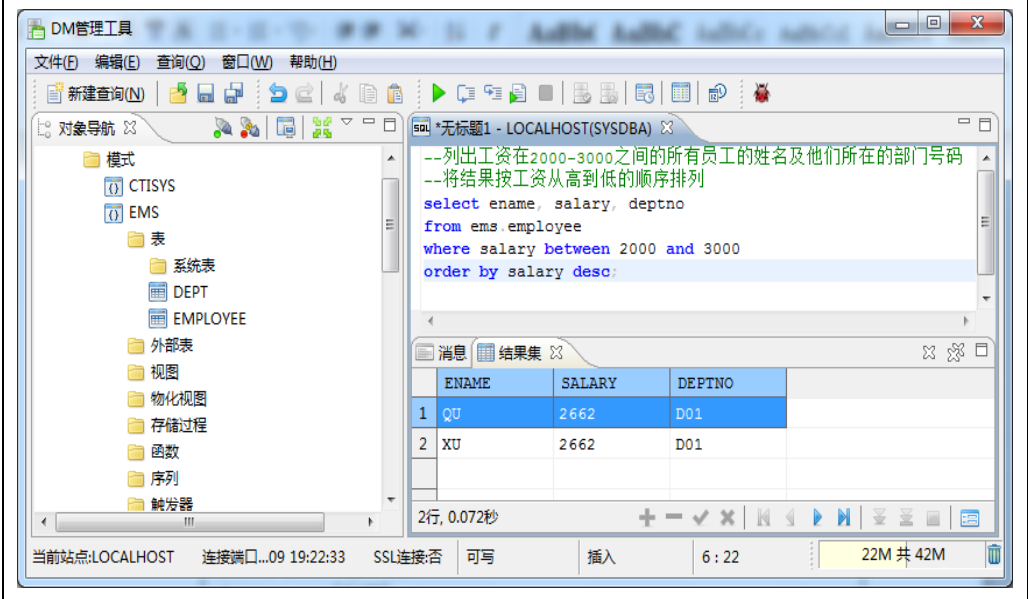 DM管理工具
文件(F) 编辑(E) 查询(Q) 窗口(W) 帮助(H)
新建查询(N)
对象导航
模式
CTISYS
EMS
表
系统表
DEPT
EMPLOYEE
外部表
视图
物化视图
存储过程
函数
序列
触发器
*无标题1 - LOCALHOST(SYSDBA)
--列出工资在2000-3000之间的所有员工的姓名及他们所在的部门号码
--将结果按工资从高到低的顺序排列
select ename, salary, deptno
from ems.employee
where salary between 2000 and 3000
order by salary desc;
消息 结果集
ENAME SALARY DEPTNO
1 QU 2662 D01
2 XU 2662 D01
2行, 0.072秒
当前站点:LOCALHOST 连接端口...09 19:22:33 SSL连接:否 可写 插入 6 : 22 22M 共 42M